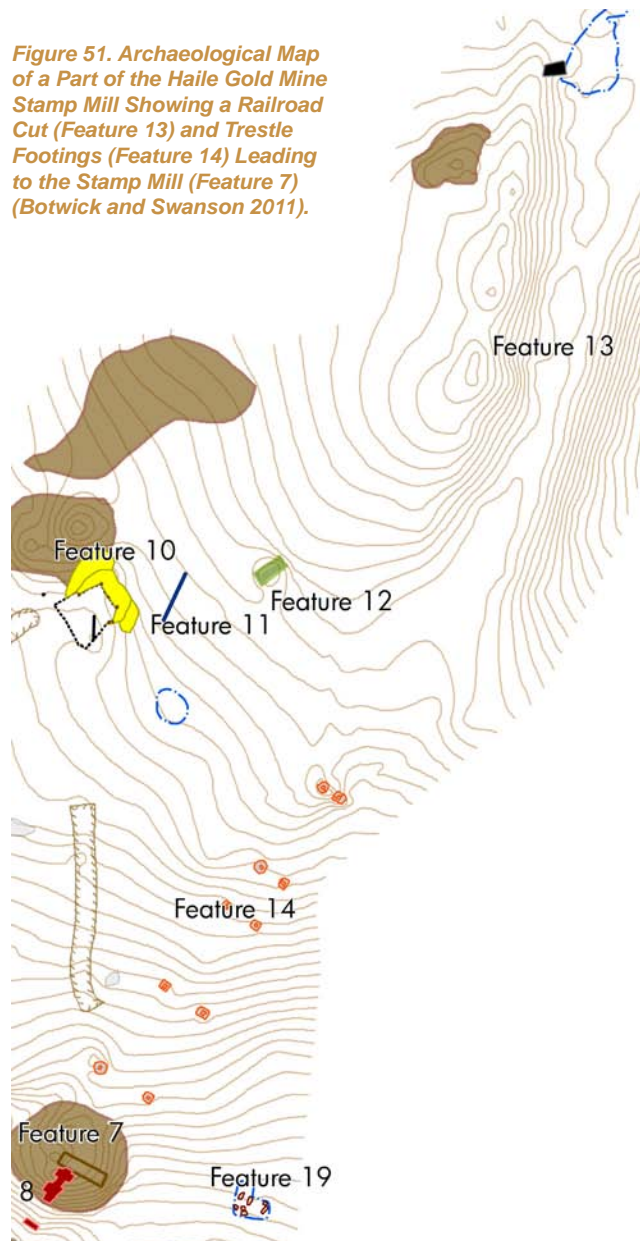 Figure 51. Archaeological Map
of a Part of the Haile Gold Mine
Stamp Mill Showing a Railroad
Cut (Feature 13) and Trestle
Footings (Feature 14) Leading
to the Stamp Mill (Feature 7)
(Botwick and Swanson 2011).
Feature 13
Feature 10
Feature 12
Feature 11
Feature 14
Feature 7
Feature 19
8